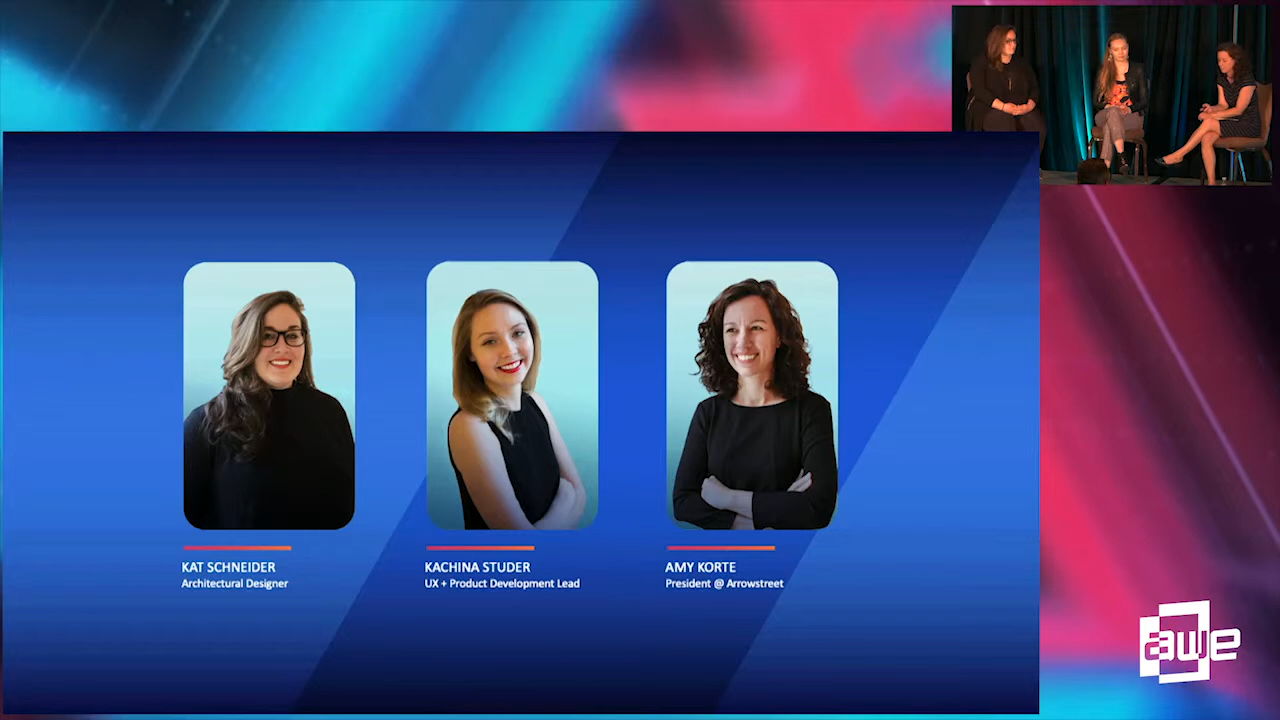 KAT SCHNEIDER
Architectural Designer
KACHINA STUDER
UX + Product Development Lead
AMY KORTE
President @ Arrowstreet
awe